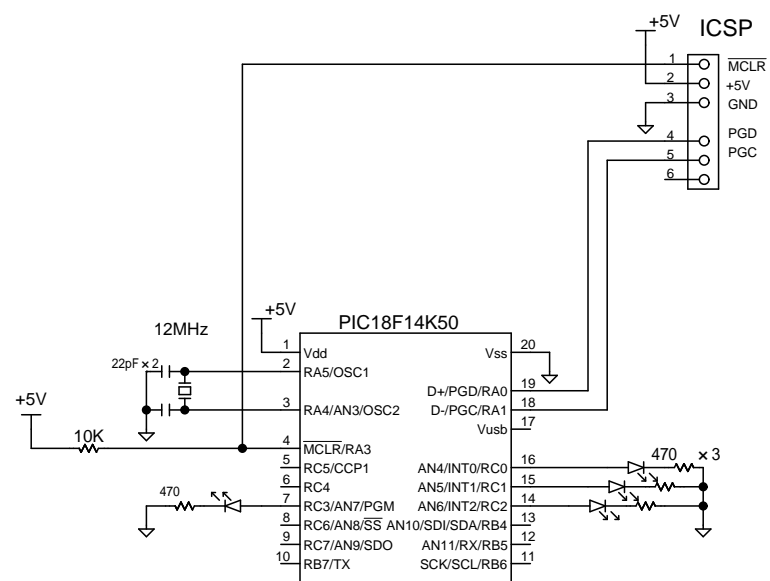 +5V
ICSP
1
MCLR
2
+5V
3
GND
4
PGD
5
PGC
6
+5V
12MHz
PIC18F14K50
1
Vdd
Vss
20
22pF×2
2
RA5/OSC1
D+/PGD/RA0
19
3
RA4/AN3/OSC2
D-/PGC/RA1
18
+5V
Vusb
17
10K
4
MCLR/RA3
5
RC5/CCP1
AN4/INT0/RC0
16
470 ×3
6
RC4
AN5/INT1/RC1
15
470
7
RC3/AN7/PGM
AN6/INT2/RC2
14
8
RC6/AN8/SS
AN10/SDI/SDA/RB4
13
9
RC7/AN9/SDO
AN11/RX/RB5
12
10
RB7/TX
SCK/SCL/RB6
11